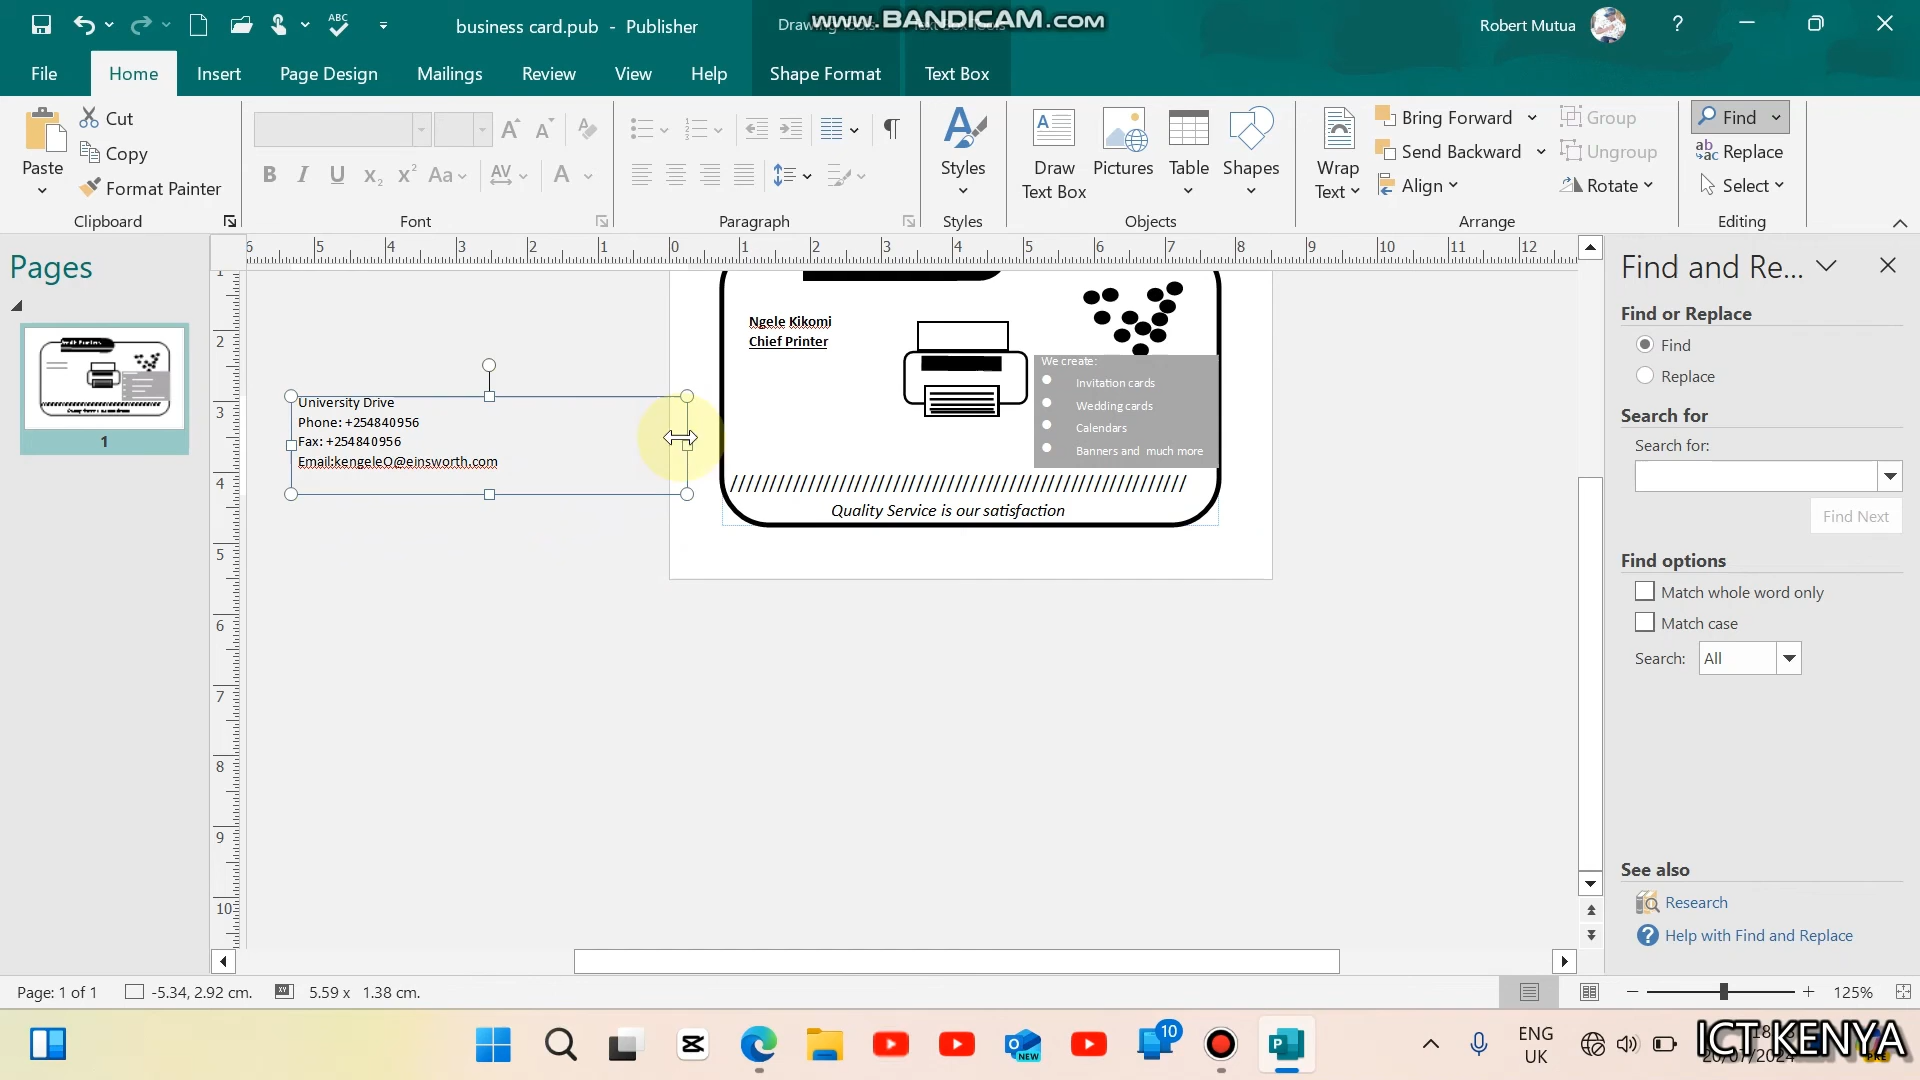 business card.pub - Publisher
www.BANDICAM.com
Robert Mutua
File
Home
Insert
Page Design
Mailings
Review
View
Help
Shape Format
Text Box
Paste
Cut
Copy
Format Painter
Clipboard
Font
Paragraph
Styles
Styles
Draw
Text Box
Pictures
Table
Shapes
Objects
Wrap
Text
Bring Forward
Send Backward
Align
Group
Ungroup
Rotate
Arrange
Find
Replace
Select
Editing
Pages
1
University Drive
Phone: +254840956
Fax: +254840956
Email:kengeleO@einsworth.com
Ngele Kikomi
Chief Printer
We create:
Invitation cards
Wedding cards
Calendars
Banners and much more
////////////////////////////////////////////////////////////
Quality Service is our satisfaction
Find and Re...
Find or Replace
Find
Replace
Search for
Search for:
Find Next
Find options
Match whole word only
Match case
Search: All
See also
Research
Help with Find and Replace
Page: 1 of 1
-5.34, 2.92 cm.
5.59 x 1.38 cm.
125%
10
ENG
UK
ICT KENYA